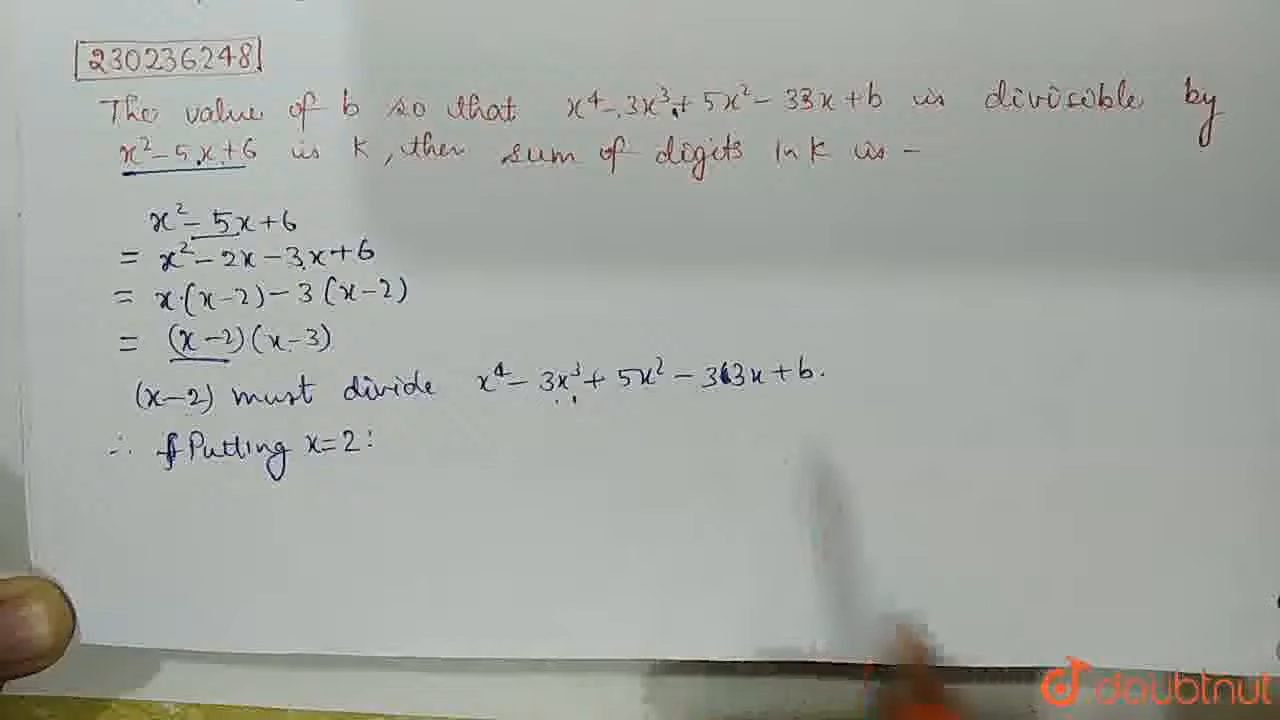 230236248
The value of b so that x⁴-3x³+5x²-33x+b is divisible by
x²-5x+6 is k, then sum of digits in k is -
x²-5x+6
= x²-2x-3x+6
= x·(x-2)-3(x-2)
= (x-2)(x-3)
(x-2) must divide x⁴-3x³+5x²-33x+b.
∴ Putting x=2:
doubtnut